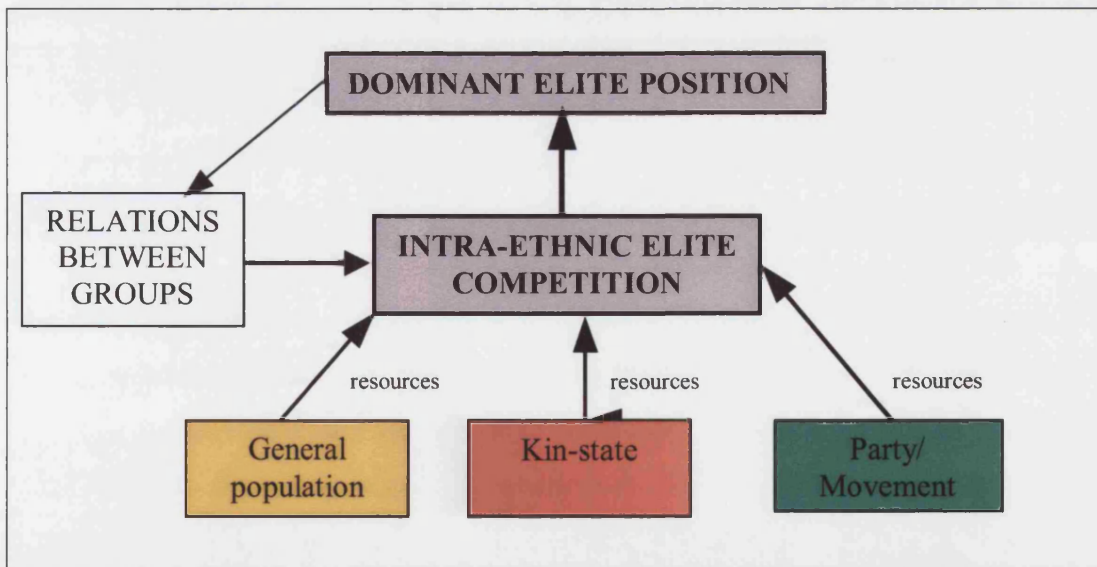 DOMINANT ELITE POSITION
RELATIONS
BETWEEN
GROUPS
INTRA-ETHNIC ELITE
COMPETITION
resources
resources
resources
General
population
Kin-state
Party/
Movement